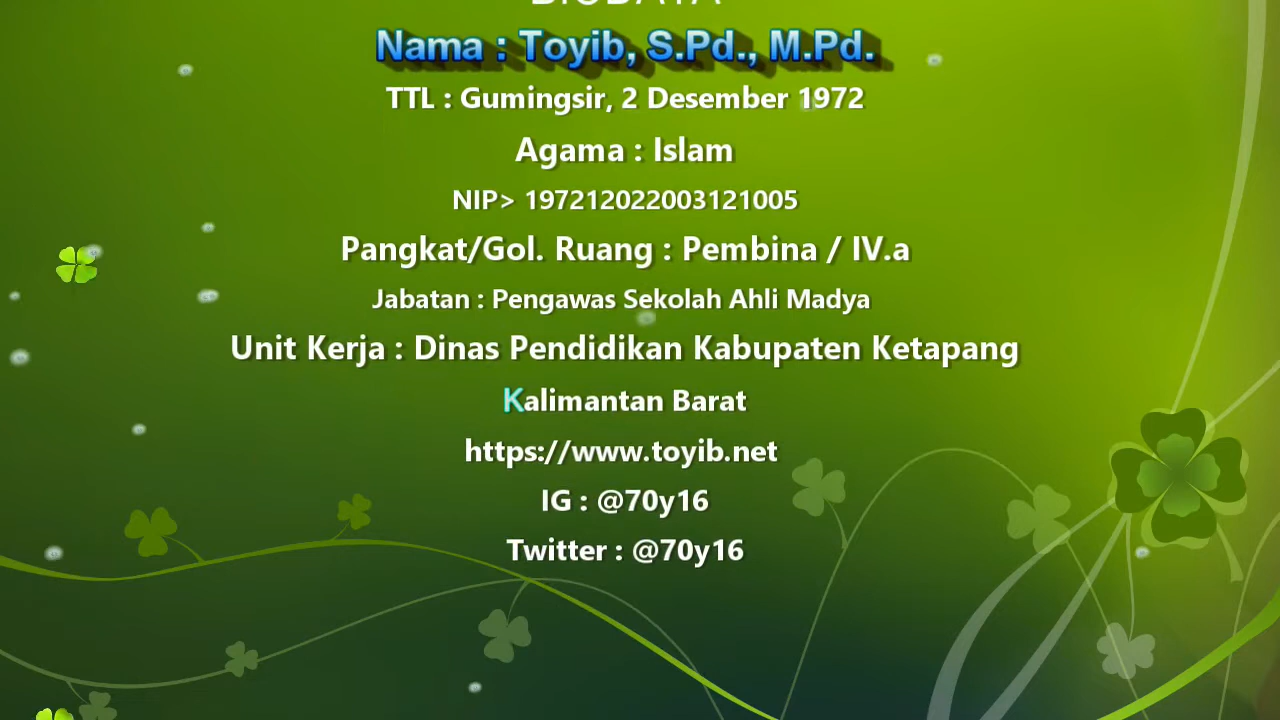 BIODATA
Nama : Toyib, S.Pd., M.Pd.
TTL : Gumingsir, 2 Desember 1972
Agama : Islam
NIP> 197212022003121005
Pangkat/Gol. Ruang : Pembina / IV.a
Jabatan : Pengawas Sekolah Ahli Madya
Unit Kerja : Dinas Pendidikan Kabupaten Ketapang
Kalimantan Barat
https://www.toyib.net
IG : @70y16
Twitter : @70y16